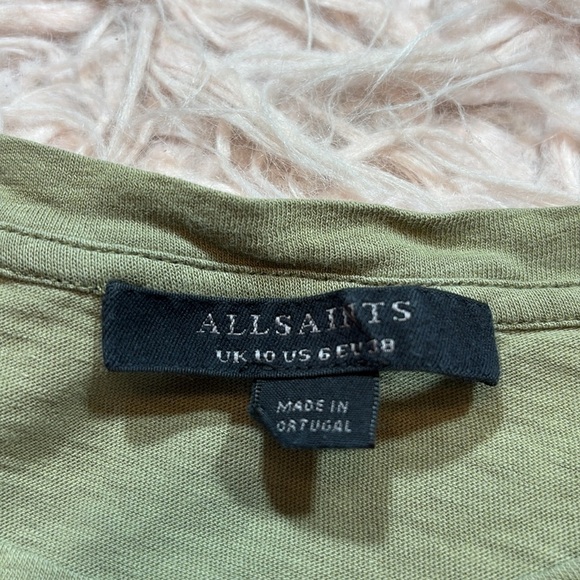 ALLSAINTS
UK 10 US 6 EU 38
MADE IN
ORTUGAL